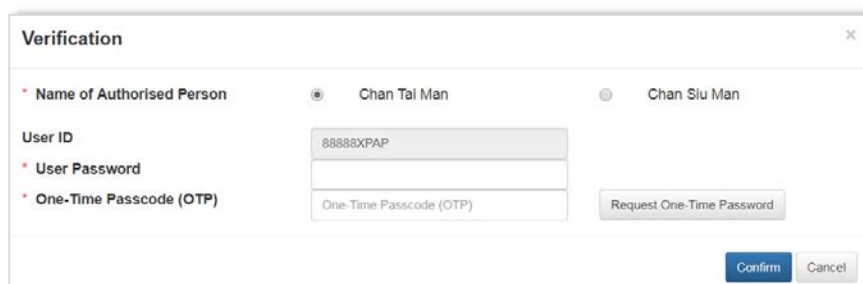 Verification ×
* Name of Authorised Person Chan Tai Man Chan Siu Man
User ID 88888XPAP
* User Password
* One-Time Passcode (OTP) One-Time Passcode (OTP) Request One-Time Password
Confirm Cancel